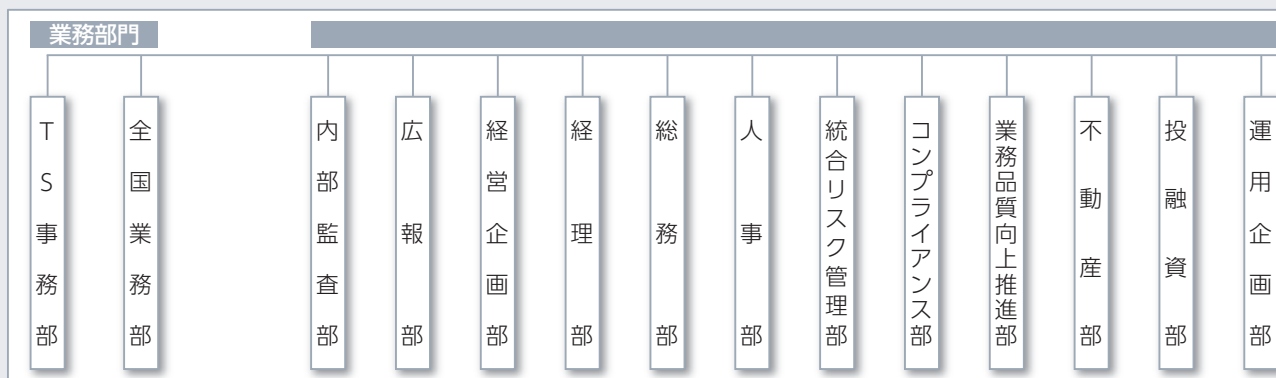 業務部門
TS事務部
全国業務部
内部監査部
広報部
経営企画部
経理部
総務部
人事部
統合リスク管理部
コンプライアンス部
業務品質向上推進部
不動産部
投融資部
運用企画部